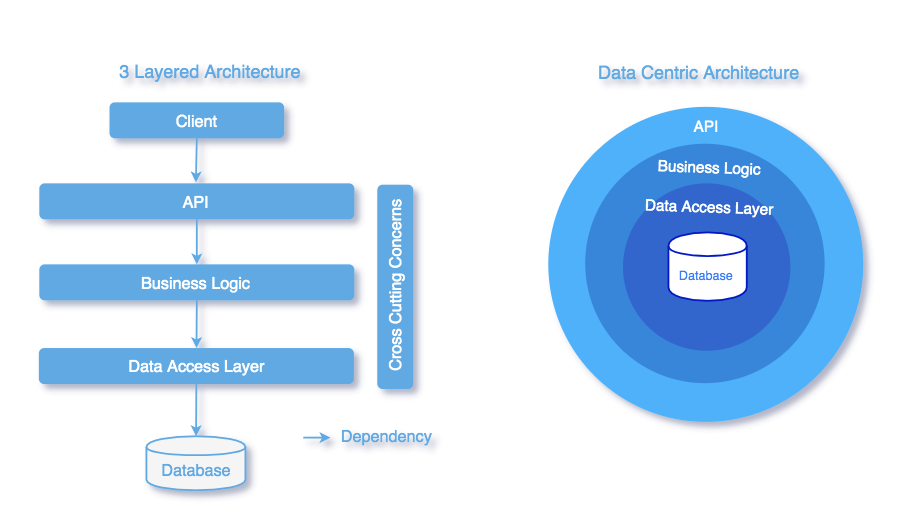 3 Layered Architecture
Client
API
Business Logic
Data Access Layer
Cross Cutting Concerns
Database
Dependency
Data Centric Architecture
API
Business Logic
Data Access Layer
Database